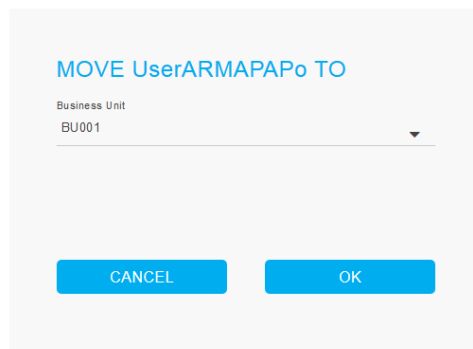 MOVE UserARMAPAPo TO
Business Unit
BU001
CANCEL
OK